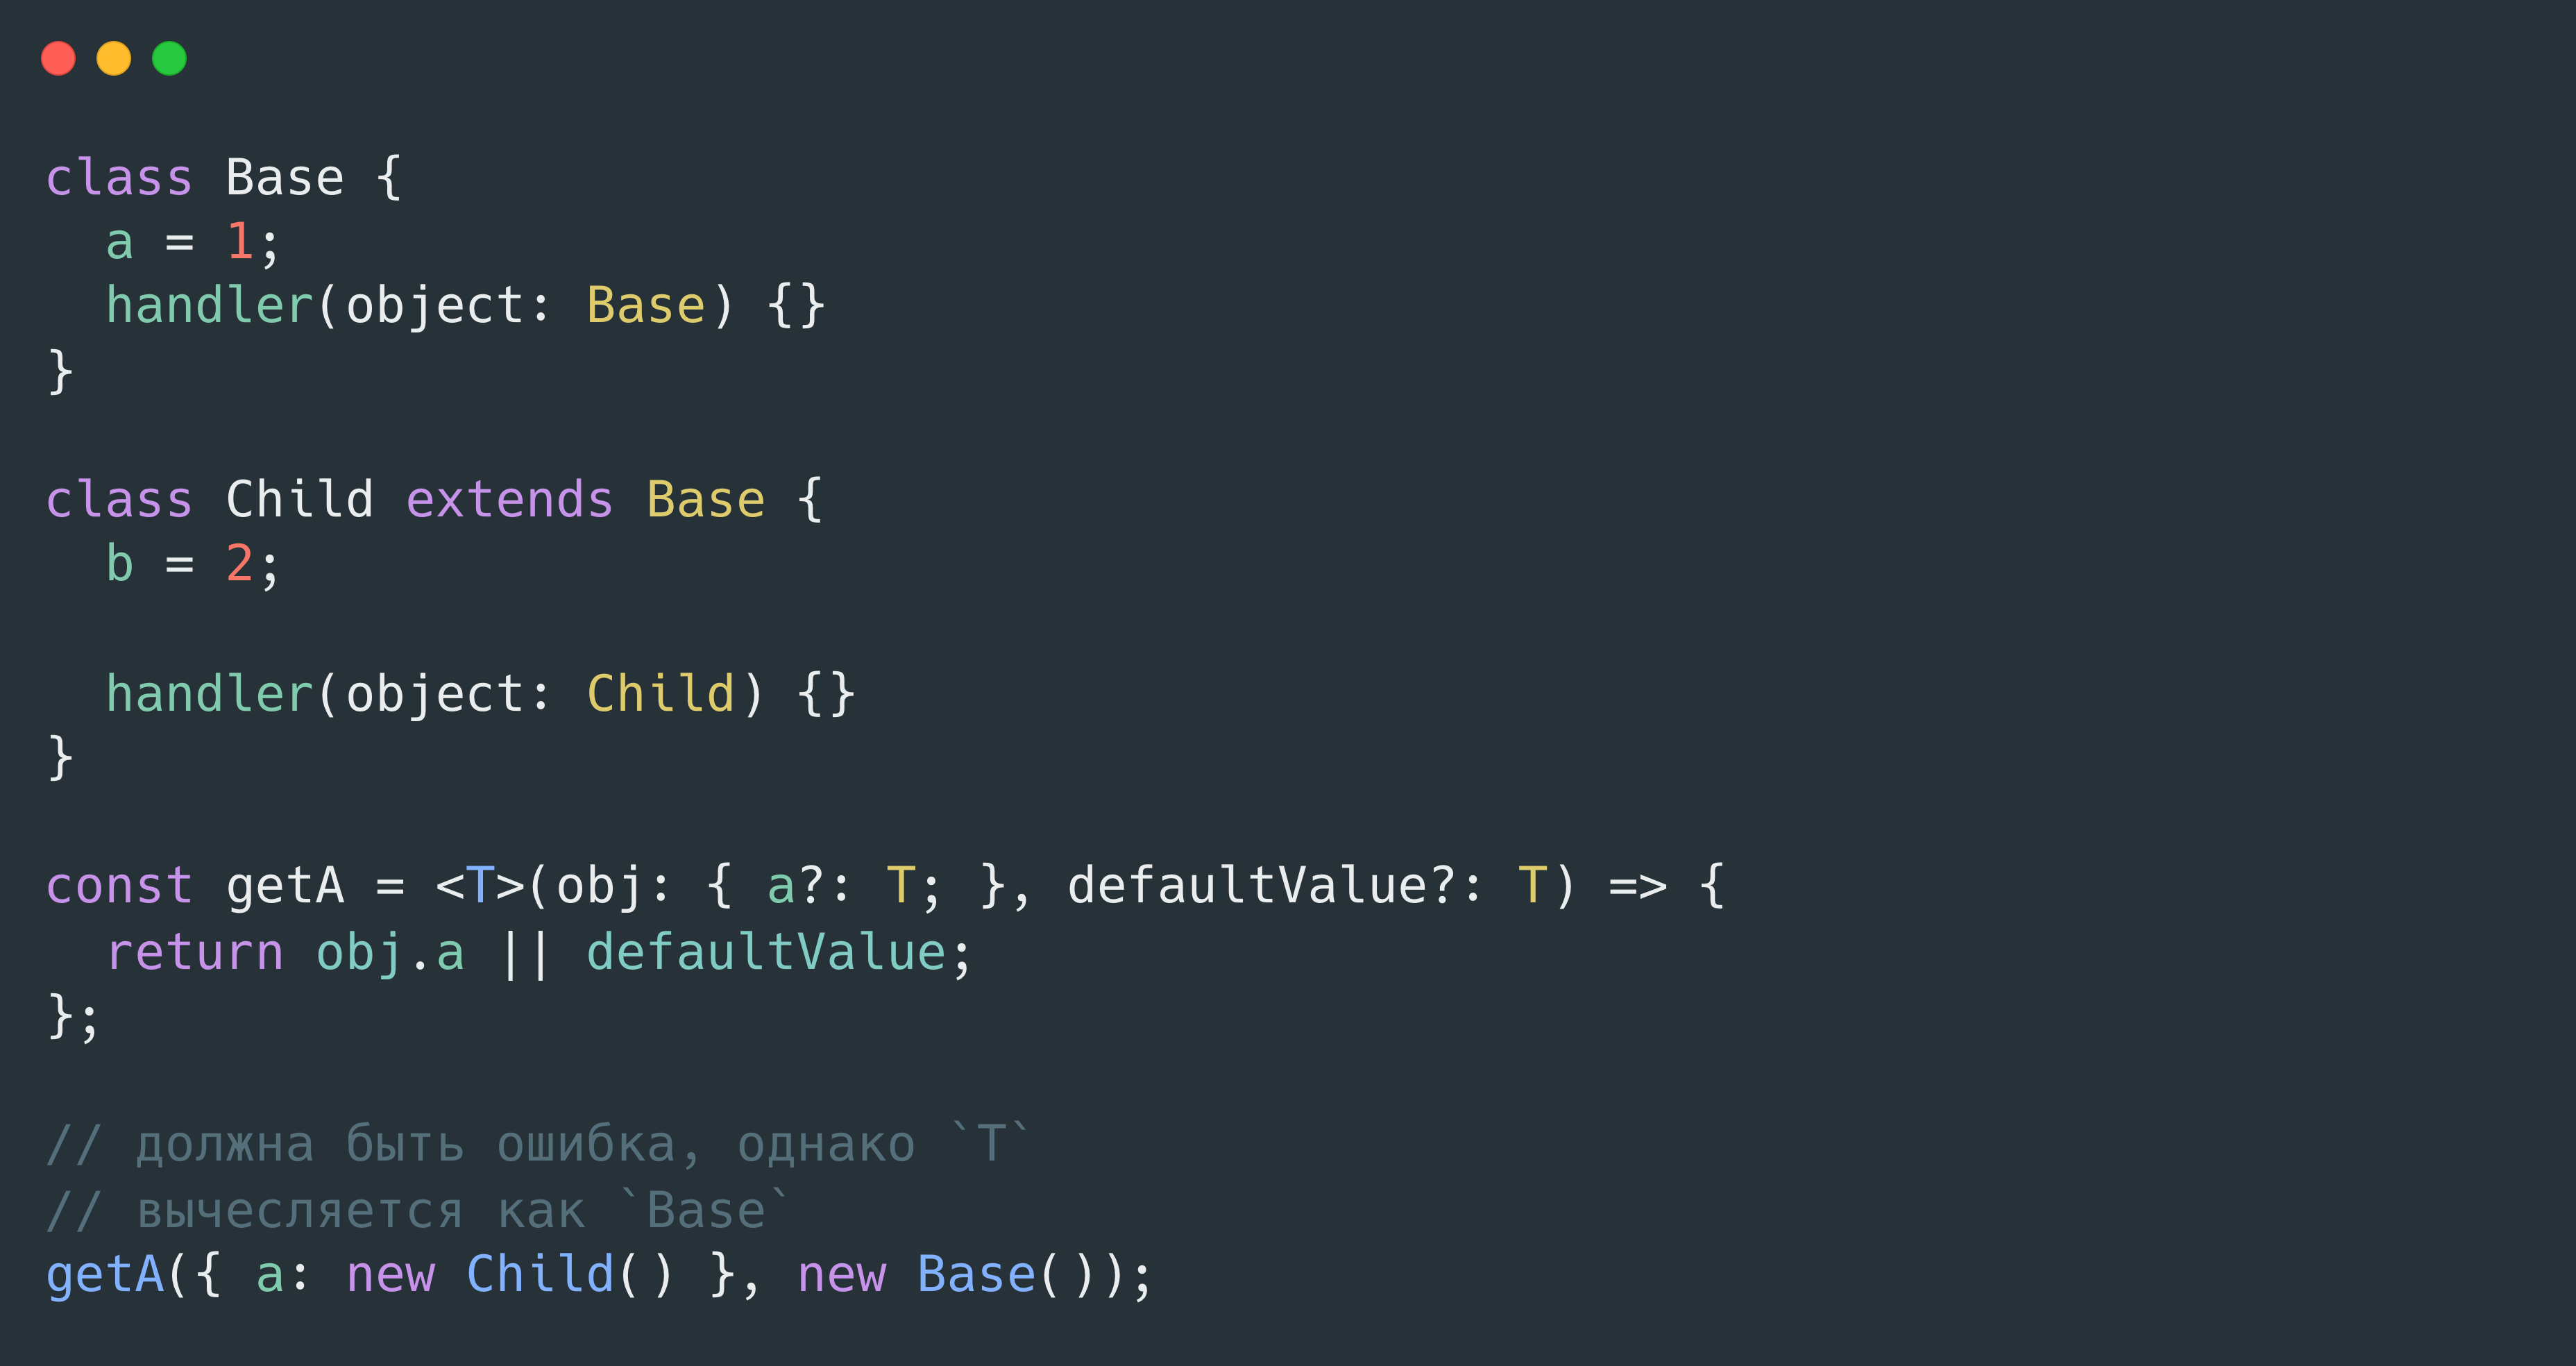 class Base {
  a = 1;
  handler(object: Base) {}
}
class Child extends Base {
  b = 2;
  handler(object: Child) {}
}
const getA = <T>(obj: { a?: T; }, defaultValue?: T) => {
  return obj.a || defaultValue;
};
// должна быть ошибка, однако `T`
// вычесляется как `Base`
getA({ a: new Child() }, new Base());